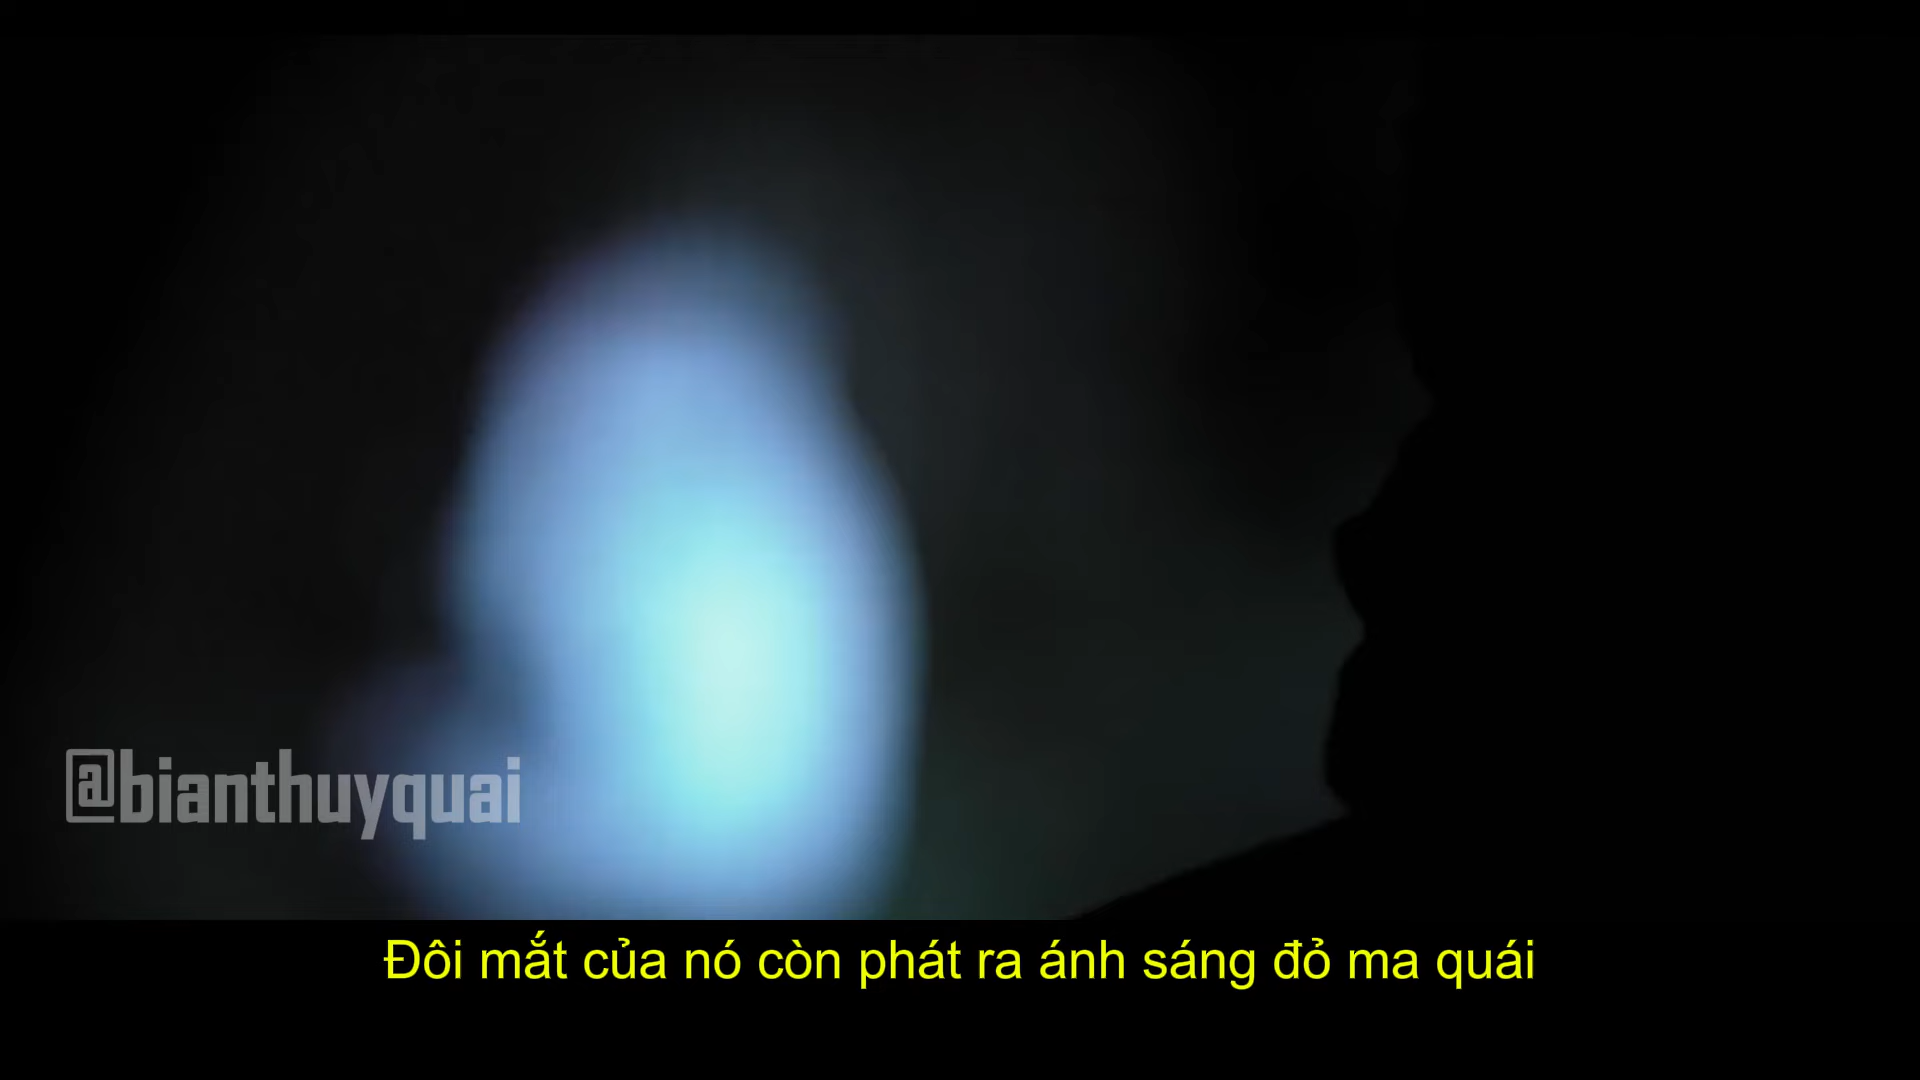 @bianthuyquai
Đôi mắt của nó còn phát ra ánh sáng đỏ ma quái